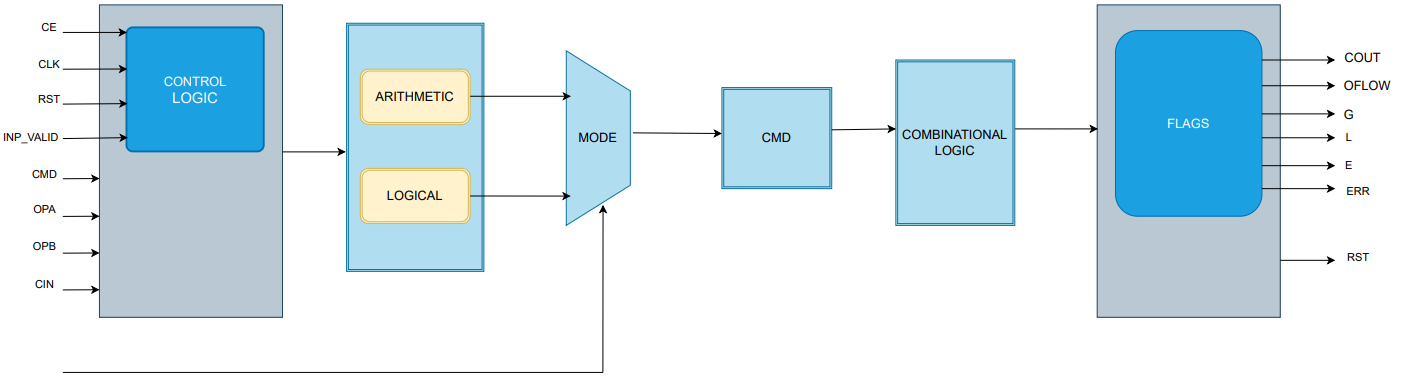 CE
CLK
RST
INP_VALID
CMD
OPA
OPB
CIN
CONTROL
LOGIC
ARITHMETIC
LOGICAL
MODE
CMD
COMBINATIONAL
LOGIC
FLAGS
COUT
OFLOW
G
L
E
ERR
RST